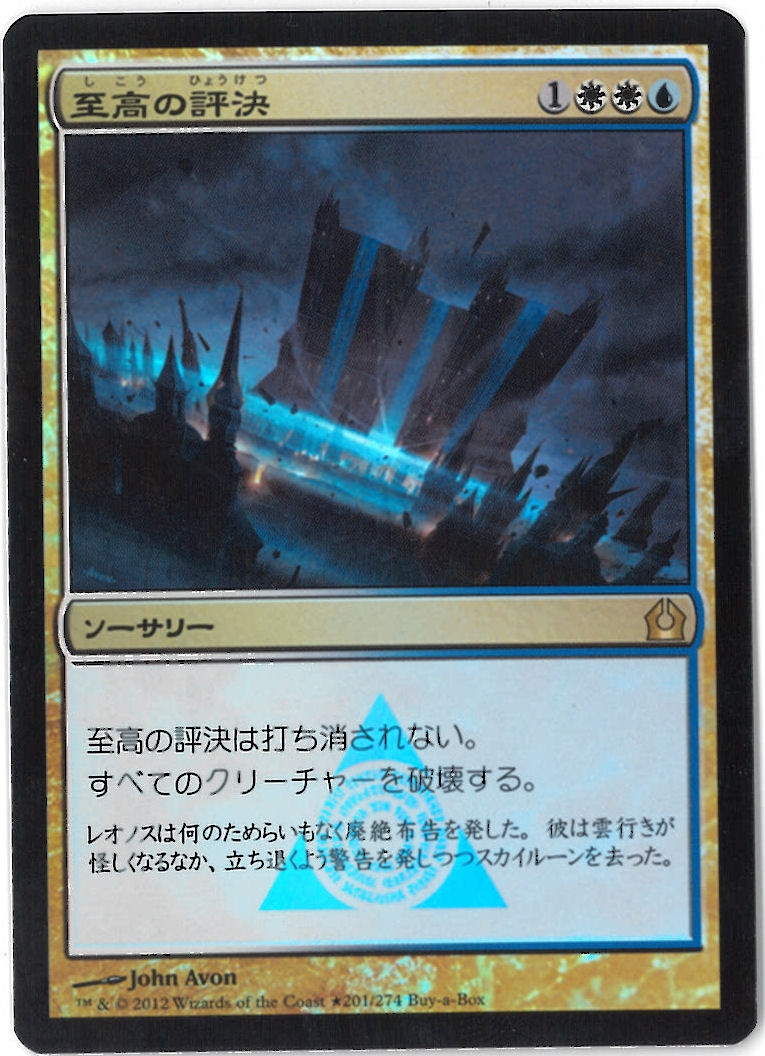 しこう ひょうけつ
至高の評決 1
ソーサリー
至高の評決は打ち消されない。
すべてのクリーチャーを破壊する。
レオノスは何のためらいもなく廃絶布告を発した。 彼は雲行きが
怪しくなるなか、立ち退くよう警告を発しつつスカイルーンを去った。
John Avon
™ & © 2012 Wizards of the Coast ★201/274 Buy-a-Box